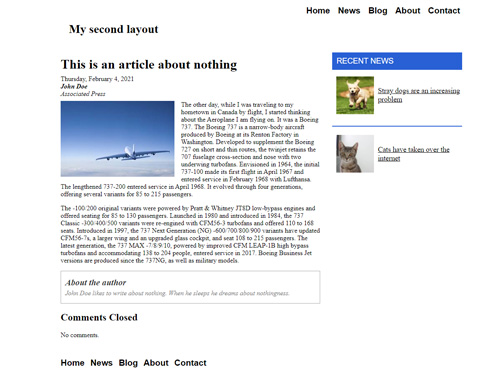 Home News Blog About Contact
My second layout
This is an article about nothing
Thursday, February 4, 2021
John Doe
Associated Press
The other day, while I was traveling to my
hometown in Canada by flight, I started thinking
about the Aeroplane I am flying on. It was a Boeing
737. The Boeing 737 is a narrow-body aircraft
produced by Boeing at its Renton Factory in
Washington. Developed to supplement the Boeing
727 on short and thin routes, the twinjet retains the
707 fuselage cross-section and nose with two
underwing turbofans. Envisioned in 1964, the initial
737-100 made its first flight in April 1967 and
entered service in February 1968 with Lufthansa.
The lengthened 737-200 entered service in April 1968. It evolved through four generations,
offering several variants for 85 to 215 passengers.
The -100/200 original variants were powered by Pratt & Whitney JT8D low-bypass engines and
offered seating for 85 to 130 passengers. Launched in 1980 and introduced in 1984, the 737
Classic -300/400/500 variants were re-engined with CFM56-3 turbofans and offered 110 to 168
seats. Introduced in 1997, the 737 Next Generation (NG) -600/700/800/900 variants have updated
CFM56-7s, a larger wing and an upgraded glass cockpit, and seat 108 to 215 passengers. The
latest generation, the 737 MAX -7/8/9/10, powered by improved CFM LEAP-1B high bypass
turbofans and accommodating 138 to 204 people, entered service in 2017. Boeing Business Jet
versions are produced since the 737NG, as well as military models.
About the author
John Doe likes to write about nothing. When he sleeps he dreams about nothingness.
Comments Closed
No comments.
RECENT NEWS
Stray dogs are an increasing
problem
Cats have taken over the
internet
Home News Blog About Contact